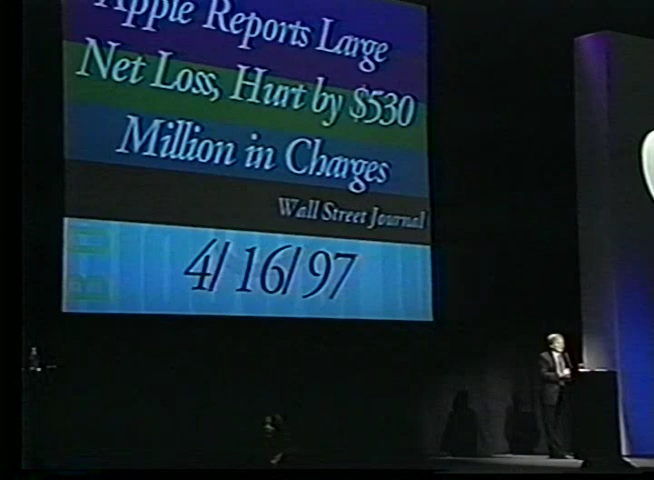 Apple Reports Large
Net Loss, Hurt by $530
Million in Charges
Wall Street Journal
4/16/97